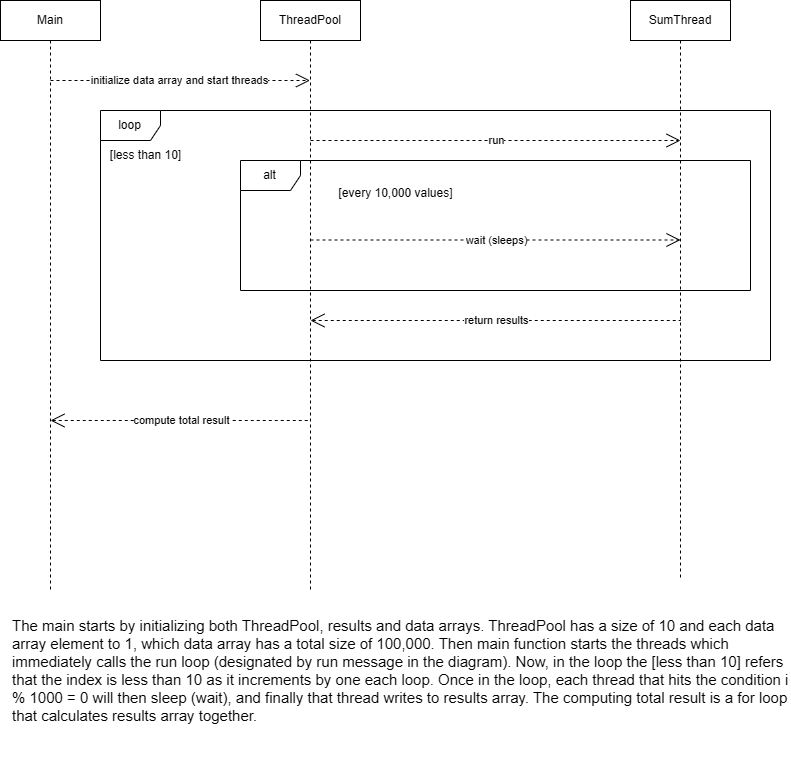 Main
ThreadPool
SumThread
initialize data array and start threads
loop
run
[less than 10]
alt
[every 10,000 values]
wait (sleeps)
return results
compute total result
The main starts by initializing both ThreadPool, results and data arrays. ThreadPool has a size of 10 and each data
array element to 1, which data array has a total size of 100,000. Then main function starts the threads which
immediately calls the run loop (designated by run message in the diagram). Now, in the loop the [less than 10] refers
that the index is less than 10 as it increments by one each loop. Once in the loop, each thread that hits the condition i
% 1000 = 0 will then sleep (wait), and finally that thread writes to results array. The computing total result is a for loop
that calculates results array together.